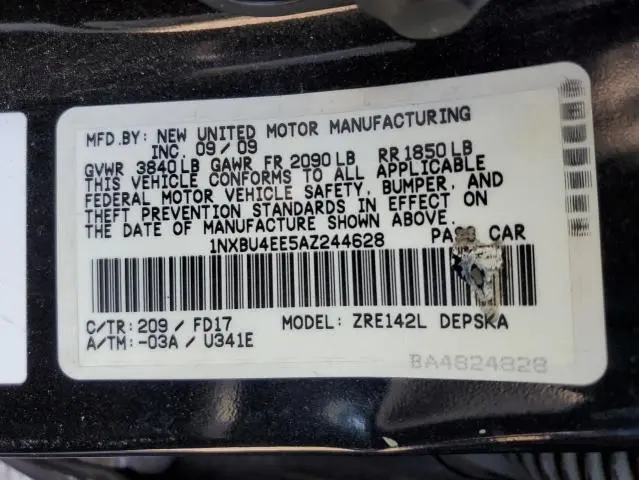 MFD.BY: NEW UNITED MOTOR MANUFACTURING
INC. 09/09
GVWR 3840LB GAWR FR 2090LB RR 1850LB
THIS VEHICLE CONFORMS TO ALL APPLICABLE
FEDERAL MOTOR VEHICLE SAFETY, BUMPER, AND
THEFT PREVENTION STANDARDS IN EFFECT ON
THE DATE OF MANUFACTURE SHOWN ABOVE.
1NXBU4EE5AZ244628 PASS CAR
C/TR: 209 / FD17 MODEL: ZRE142L DEPSKA
A/TM: -03A / U341E
BA4824828